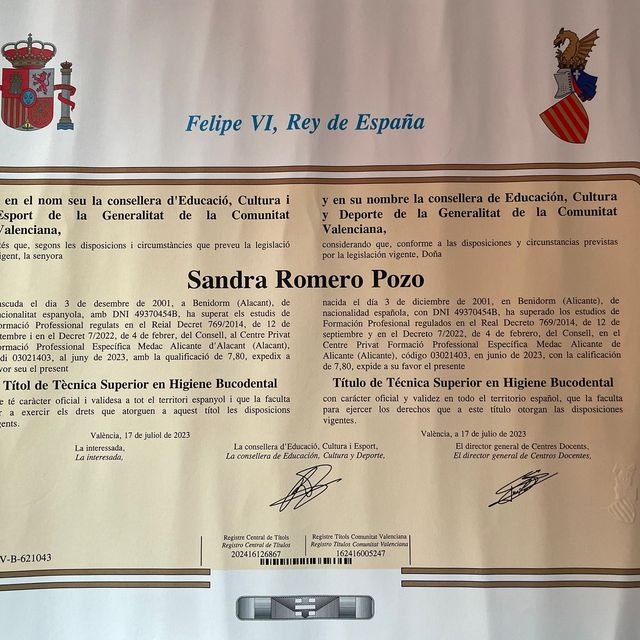 Felipe VI, Rey de España
en el nom seu la consellera d'Educació, Cultura i
Esport de la Generalitat de la Comunitat
Valenciana,
segons les disposicions i circumstàncies que preveu la legislació
la senyora
y en su nombre la consellera de Educación, Cultura
y Deporte de la Generalitat de la Comunitat
Valenciana,
considerando que, conforme a las disposiciones y circunstancias previstas
por la legislación vigente, Doña
Sandra Romero Pozo
el dia 3 de desembre de 2001, a Benidorm (Alacant), de
espanyola, amb DNI 49370454B, ha superat els estudis de
Professional regulats en el Reial Decret 769/2014, de 12 de
i en el Decret 7/2022, de 4 de febrer, del Consell, al Centre Privat
Formació Professional Específica Medac Alicante d'Alacant (Alacant),
03021403, al juny de 2023, amb la qualificació de 7,80, expedix a
seu el present
Títol de Tècnica Superior en Higiene Bucodental
té caràcter oficial i validesa a tot el territori espanyol i que la faculta
a exercir els drets que atorguen a aquest títol les disposicions
nacida el día 3 de diciembre de 2001, en Benidorm (Alicante), de
nacionalidad española, con DNI 49370454B, ha superado los estudios de
Formación Profesional regulados en el Real Decreto 769/2014, de 12 de
septiembre y en el Decreto 7/2022, de 4 de febrero, del Consell, en el
Centre Privat Formació Professional Específica Medac Alicante de
Alicante (Alicante), código 03021403, en junio de 2023, con la calificación
de 7,80, expide a su favor el presente
Título de Técnica Superior en Higiene Bucodental
con carácter oficial y validez en todo el territorio español, que la faculta
para ejercer los derechos que a este título otorgan las disposiciones
vigentes.
València, 17 de juliol de 2023
València, a 17 de julio de 2023
La interessada,
La interesada,
La consellera d'Educació, Cultura i Esport,
La consellera de Educación, Cultura y Deporte,
El director general de Centres Docents,
El director general de Centros Docentes,
Registre Central de Títols
Registro Central de Títulos
202416126867
Registre Títols Comunitat Valenciana
Registro Títulos Comunitat Valenciana
162416005247
V-B-621043